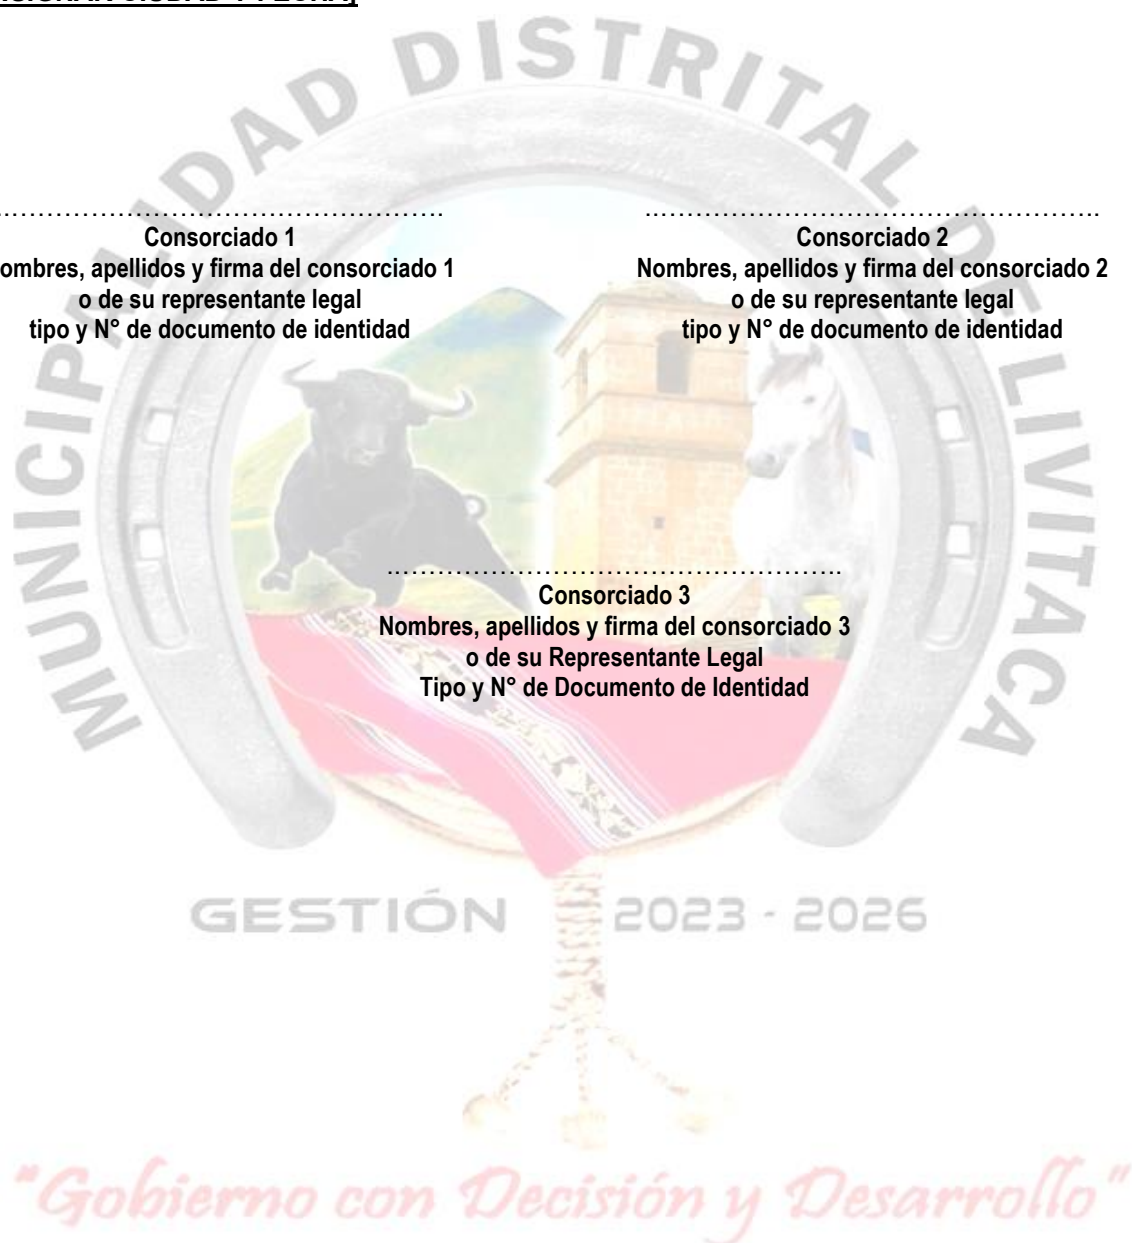 MUNICIPALIDAD DISTRITAL DE LIVITACA
.……………………………………………….
Consorciado 1
ombres, apellidos y firma del consorciado 1
o de su representante legal
tipo y N° de documento de identidad
………………………………………………..
Consorciado 2
Nombres, apellidos y firma del consorciado 2
o de su representante legal
tipo y N° de documento de identidad
………………………………………………..
Consorciado 3
Nombres, apellidos y firma del consorciado 3
o de su Representante Legal
Tipo y N° de Documento de Identidad
GESTIÓN 2023 - 2026
"Gobierno con Decisión y Desarrollo"